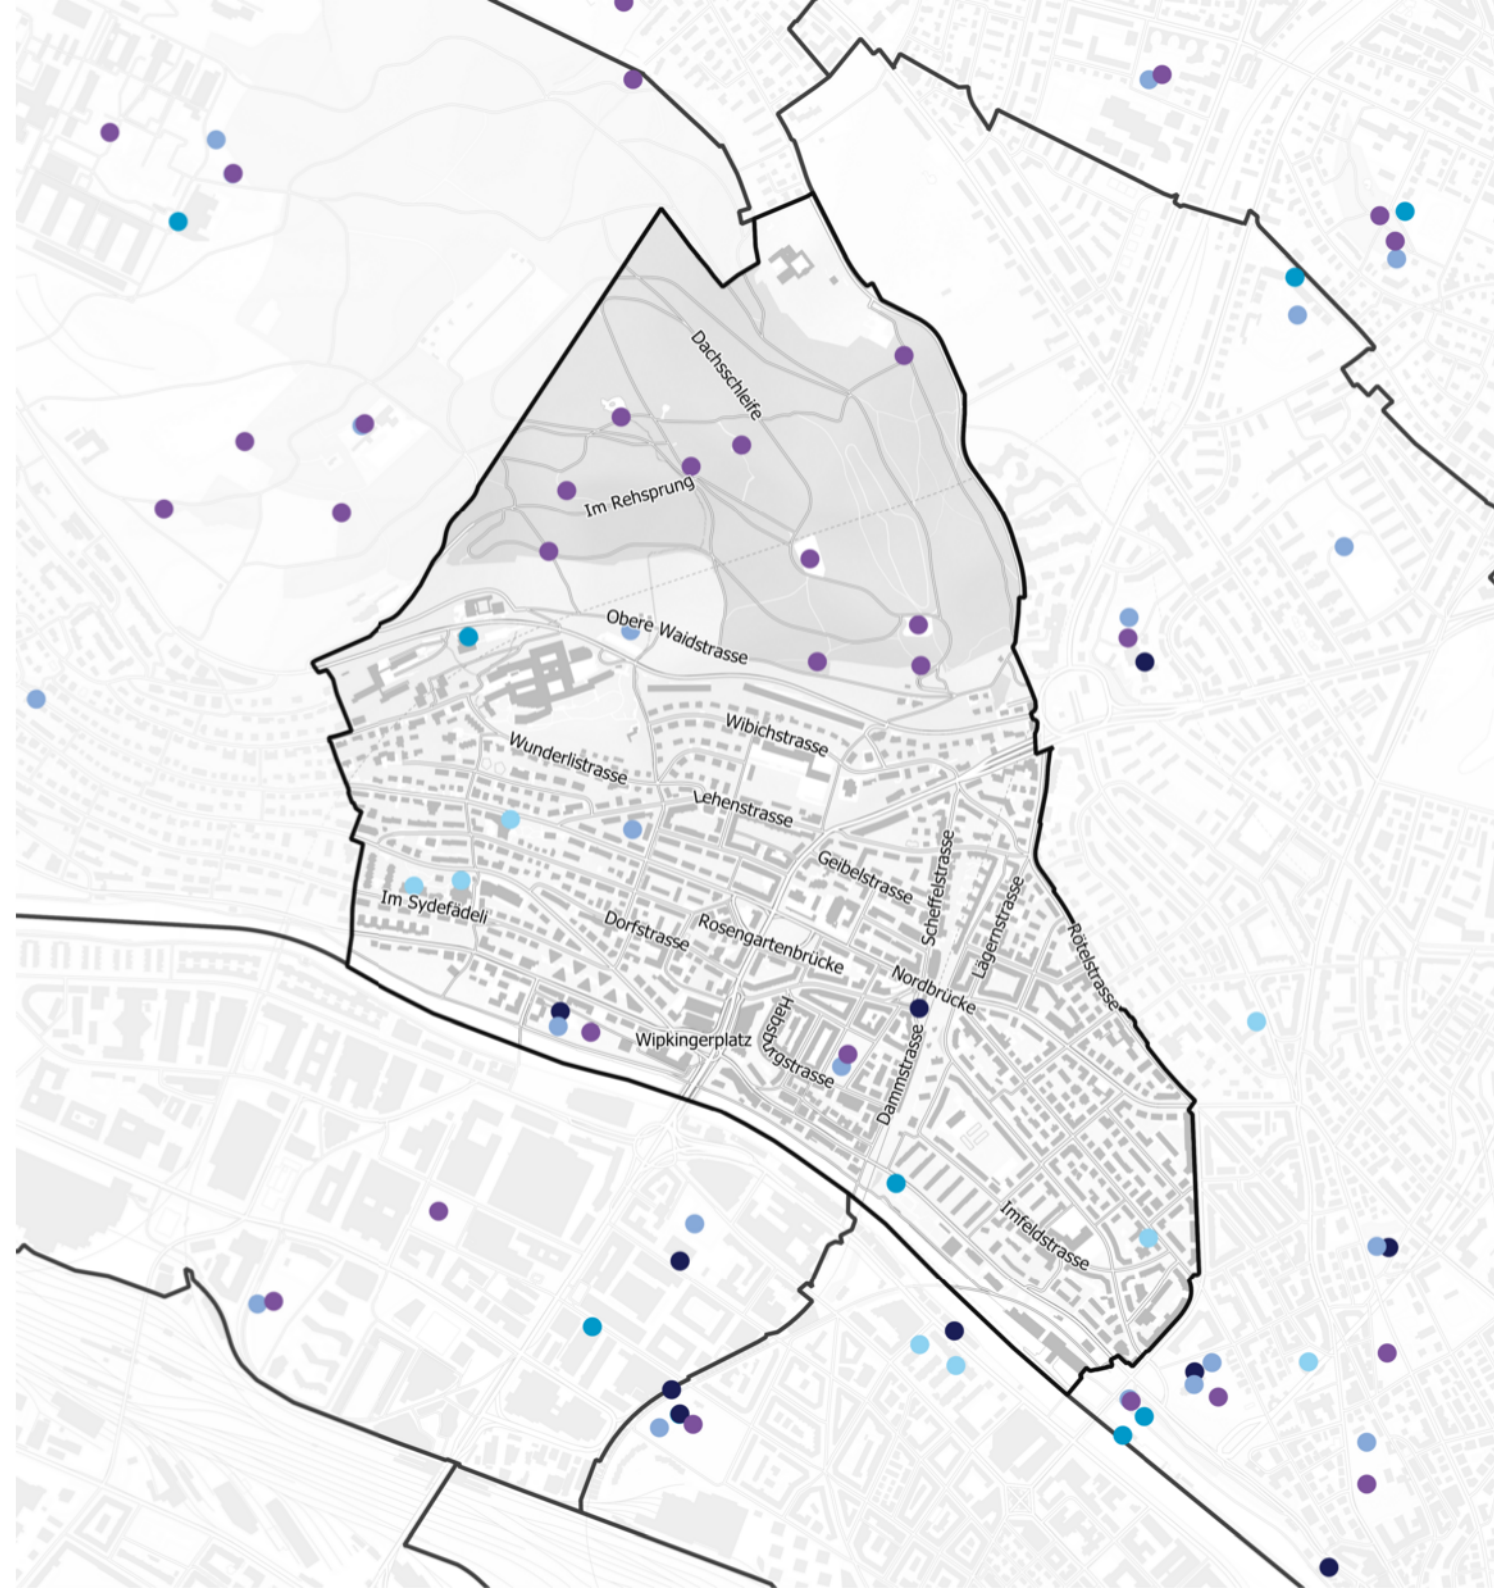 Dachsschleife
Im Rehsprung
Obere Waidstrasse
Wibichstrasse
Wunderlistrasse
Lehenstrasse
Geibelstrasse
Scheffelstrasse
Lägernstrasse
Im Sydefädeli
Dorfstrasse
Rosengartenbrücke
Rötelstrasse
Nordbrücke
Habsburgstrasse
Wipkingerplatz
Dammstrasse
Imfeldstrasse